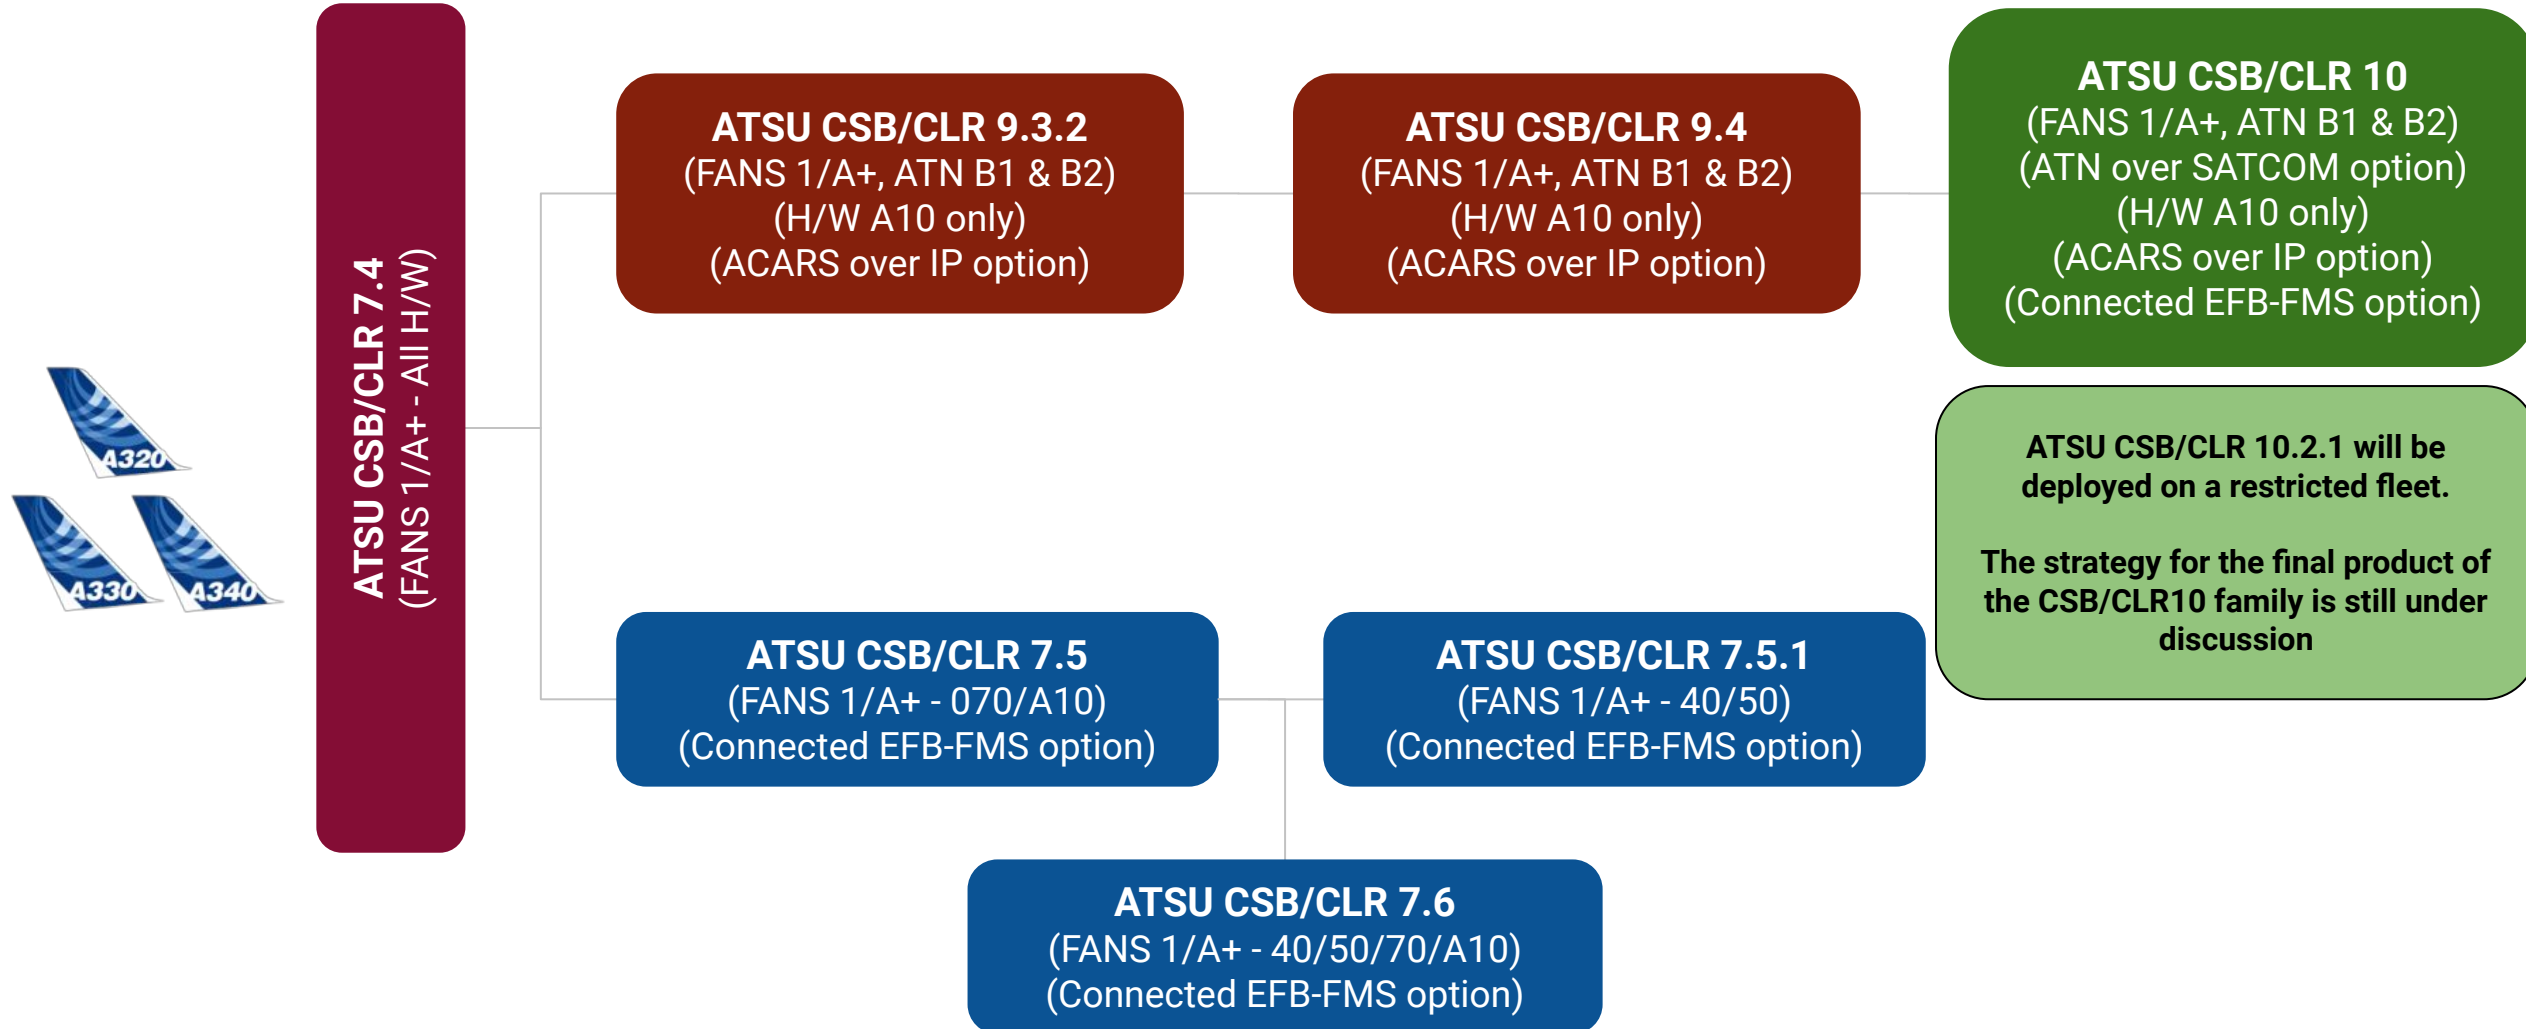 A320
A330
A340
ATSU CSB/CLR 7.4
(FANS 1/A+ - All H/W)
ATSU CSB/CLR 9.3.2
(FANS 1/A+, ATN B1 & B2)
(H/W A10 only)
(ACARS over IP option)
ATSU CSB/CLR 9.4
(FANS 1/A+, ATN B1 & B2)
(H/W A10 only)
(ACARS over IP option)
ATSU CSB/CLR 10
(FANS 1/A+, ATN B1 & B2)
(ATN over SATCOM option)
(H/W A10 only)
(ACARS over IP option)
(Connected EFB-FMS option)
ATSU CSB/CLR 10.2.1 will be
deployed on a restricted fleet.
The strategy for the final product of
the CSB/CLR10 family is still under
discussion
ATSU CSB/CLR 7.5
(FANS 1/A+ - 070/A10)
(Connected EFB-FMS option)
ATSU CSB/CLR 7.5.1
(FANS 1/A+ - 40/50)
(Connected EFB-FMS option)
ATSU CSB/CLR 7.6
(FANS 1/A+ - 40/50/70/A10)
(Connected EFB-FMS option)